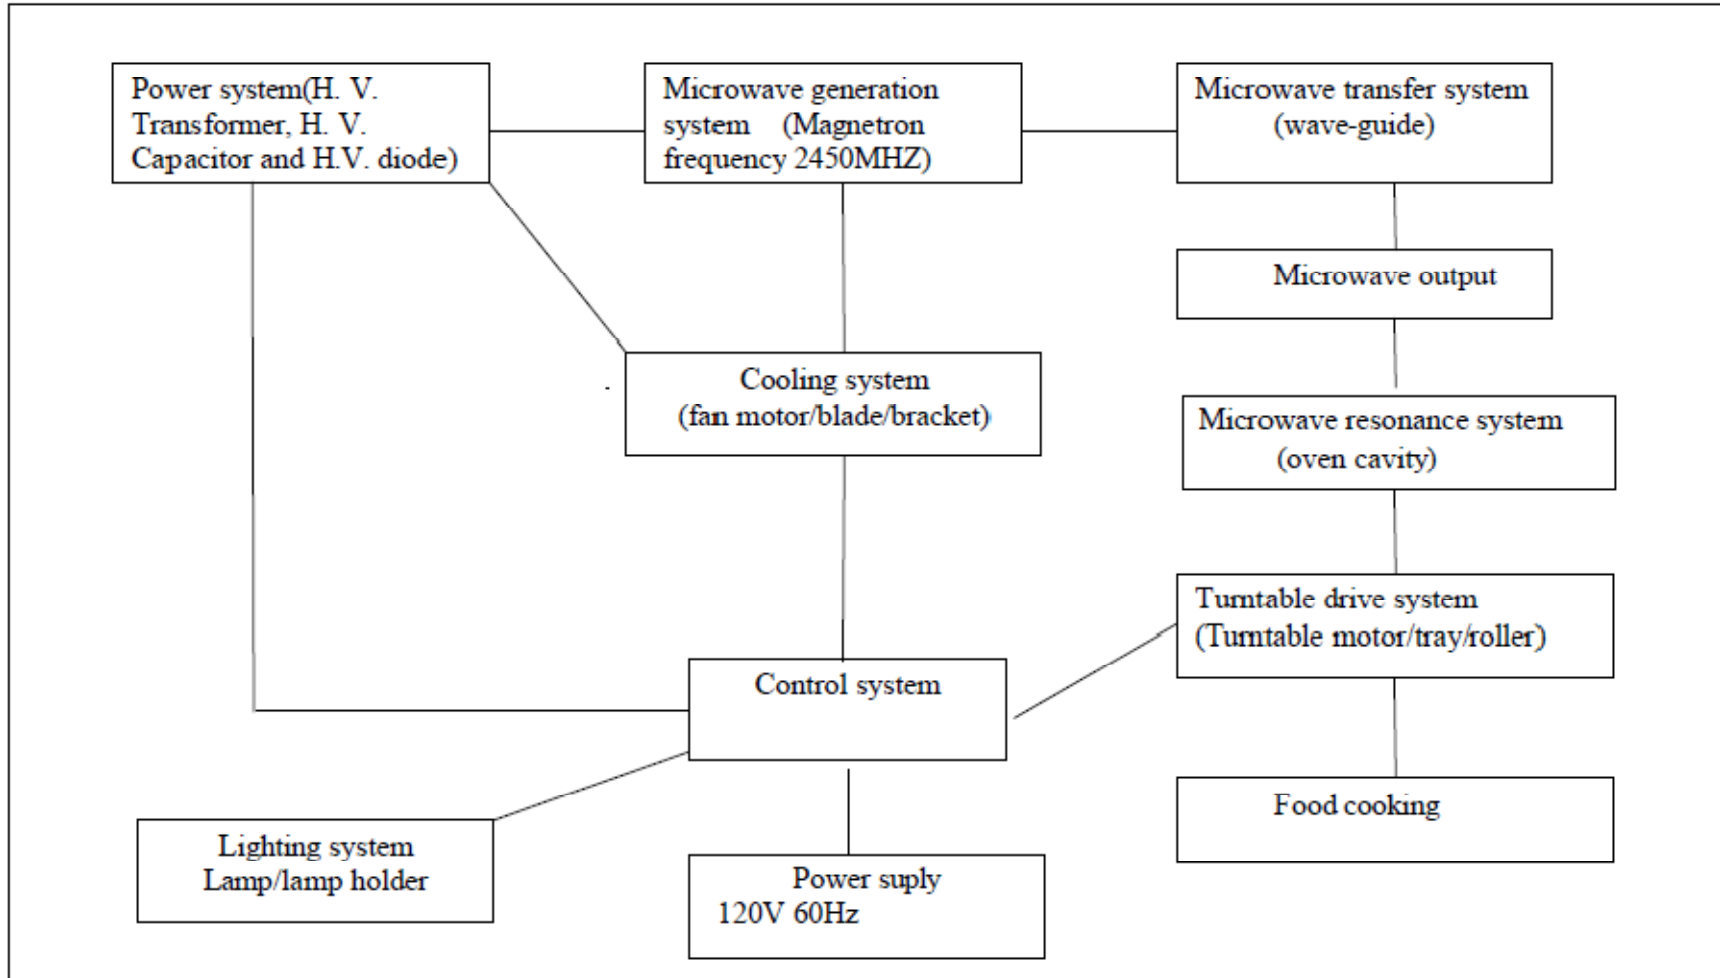 Power system(H. V.
Transformer, H. V.
Capacitor and H.V. diode)
Microwave generation
system (Magnetron
frequency 2450MHZ)
Microwave transfer system
(wave-guide)
Microwave output
Cooling system
(fan motor/blade/bracket)
Microwave resonance system
(oven cavity)
Turntable drive system
(Turntable motor/tray/roller)
Control system
Food cooking
Lighting system
Lamp/lamp holder
Power suply
120V 60Hz